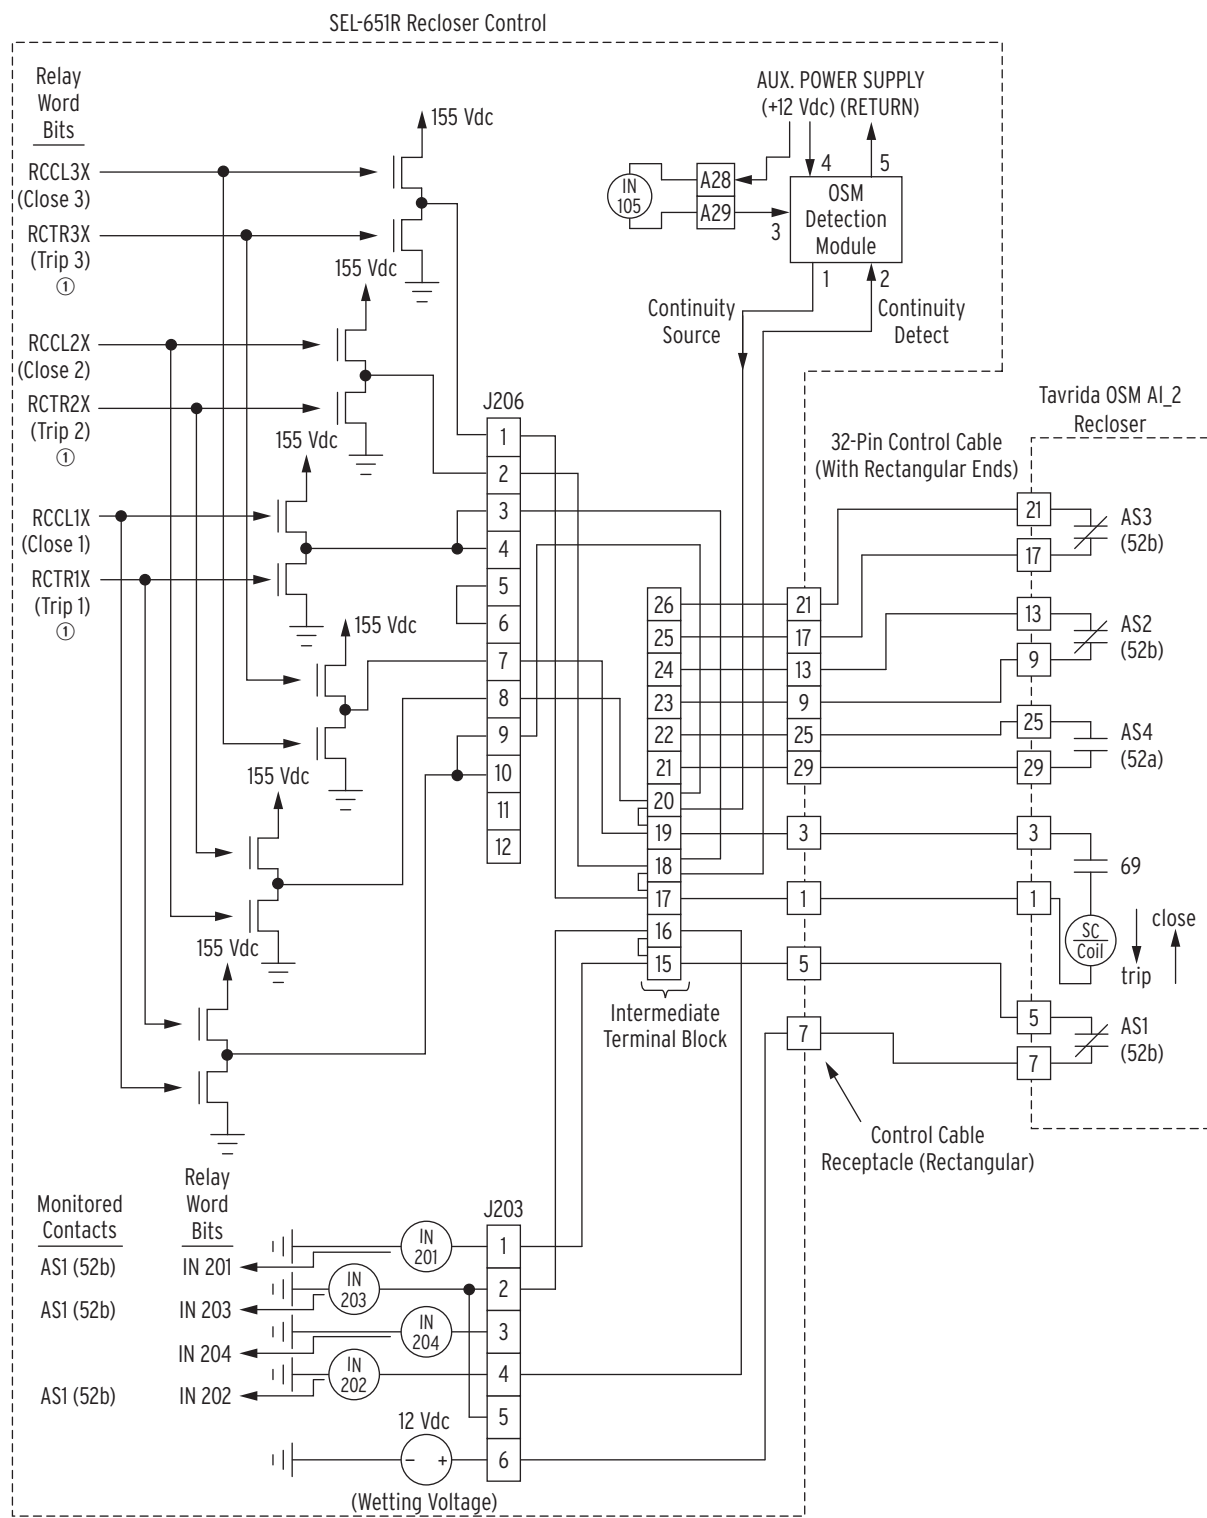 SEL-651R Recloser Control
Relay
Word
Bits
RCCL3X
(Close 3)
RCTR3X
(Trip 3)
①
RCCL2X
(Close 2)
RCTR2X
(Trip 2)
①
RCCL1X
(Close 1)
RCTR1X
(Trip 1)
①
155 Vdc
155 Vdc
155 Vdc
155 Vdc
155 Vdc
155 Vdc
AUX. POWER SUPPLY
(+12 Vdc) (RETURN)
IN
105
A28
A29
4
5
3
OSM
Detection
Module
1
2
Continuity
Source
Continuity
Detect
J206
1
2
3
4
5
6
7
8
9
10
11
12
26
25
24
23
22
21
20
19
18
17
16
15
Intermediate
Terminal Block
32-Pin Control Cable
(With Rectangular Ends)
21
17
13
9
25
29
3
1
5
7
Control Cable
Receptacle (Rectangular)
Tavrida OSM AI_2
Recloser
21
17
AS3
(52b)
13
9
AS2
(52b)
25
29
AS4
(52a)
3
69
1
SC
Coil
trip
close
5
7
AS1
(52b)
Monitored
Contacts
Relay
Word
Bits
AS1 (52b)
IN 201
AS1 (52b)
IN 203
IN 204
AS1 (52b)
IN 202
IN
201
IN
203
IN
204
IN
202
J203
1
2
3
4
5
6
12 Vdc
− +
(Wetting Voltage)